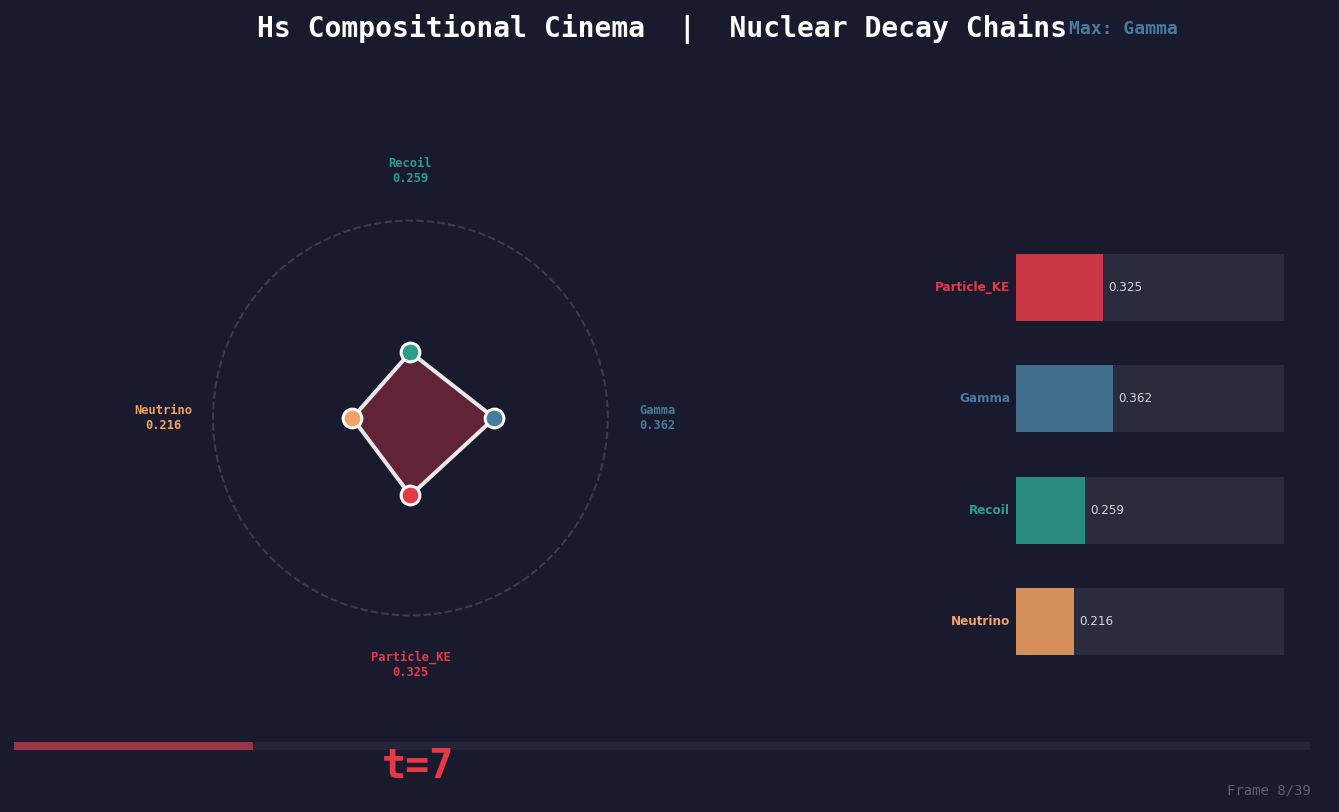 Hs Compositional Cinema  |  Nuclear Decay Chains
Max: Gamma
Recoil
0.259
Neutrino
0.216
Gamma
0.362
Particle_KE
0.325
Particle_KE 0.325
Gamma 0.362
Recoil 0.259
Neutrino 0.216
t=7
Frame 8/39